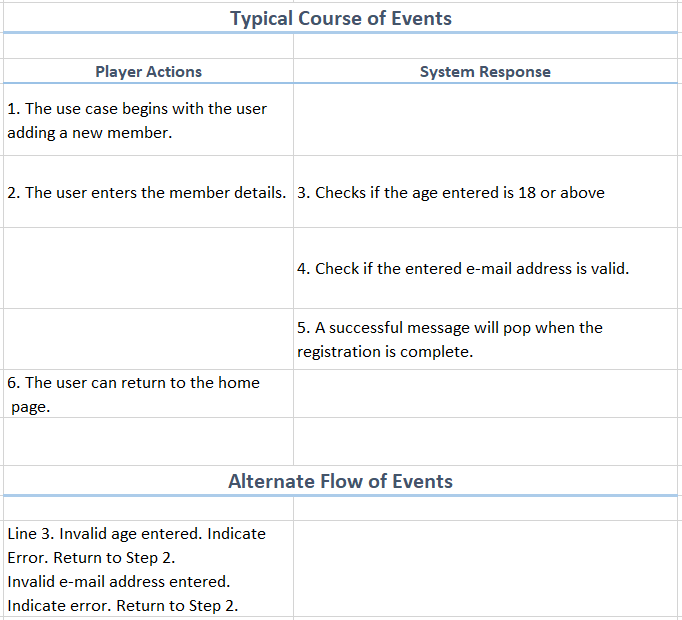 Typical Course of Events
Player Actions
System Response
1. The use case begins with the user
adding a new member.
2. The user enters the member details.
3. Checks if the age entered is 18 or above
4. Check if the entered e-mail address is valid.
5. A successful message will pop when the
registration is complete.
6. The user can return to the home
page.
Alternate Flow of Events
Line 3. Invalid age entered. Indicate
Error. Return to Step 2.
Invalid e-mail address entered.
Indicate error. Return to Step 2.